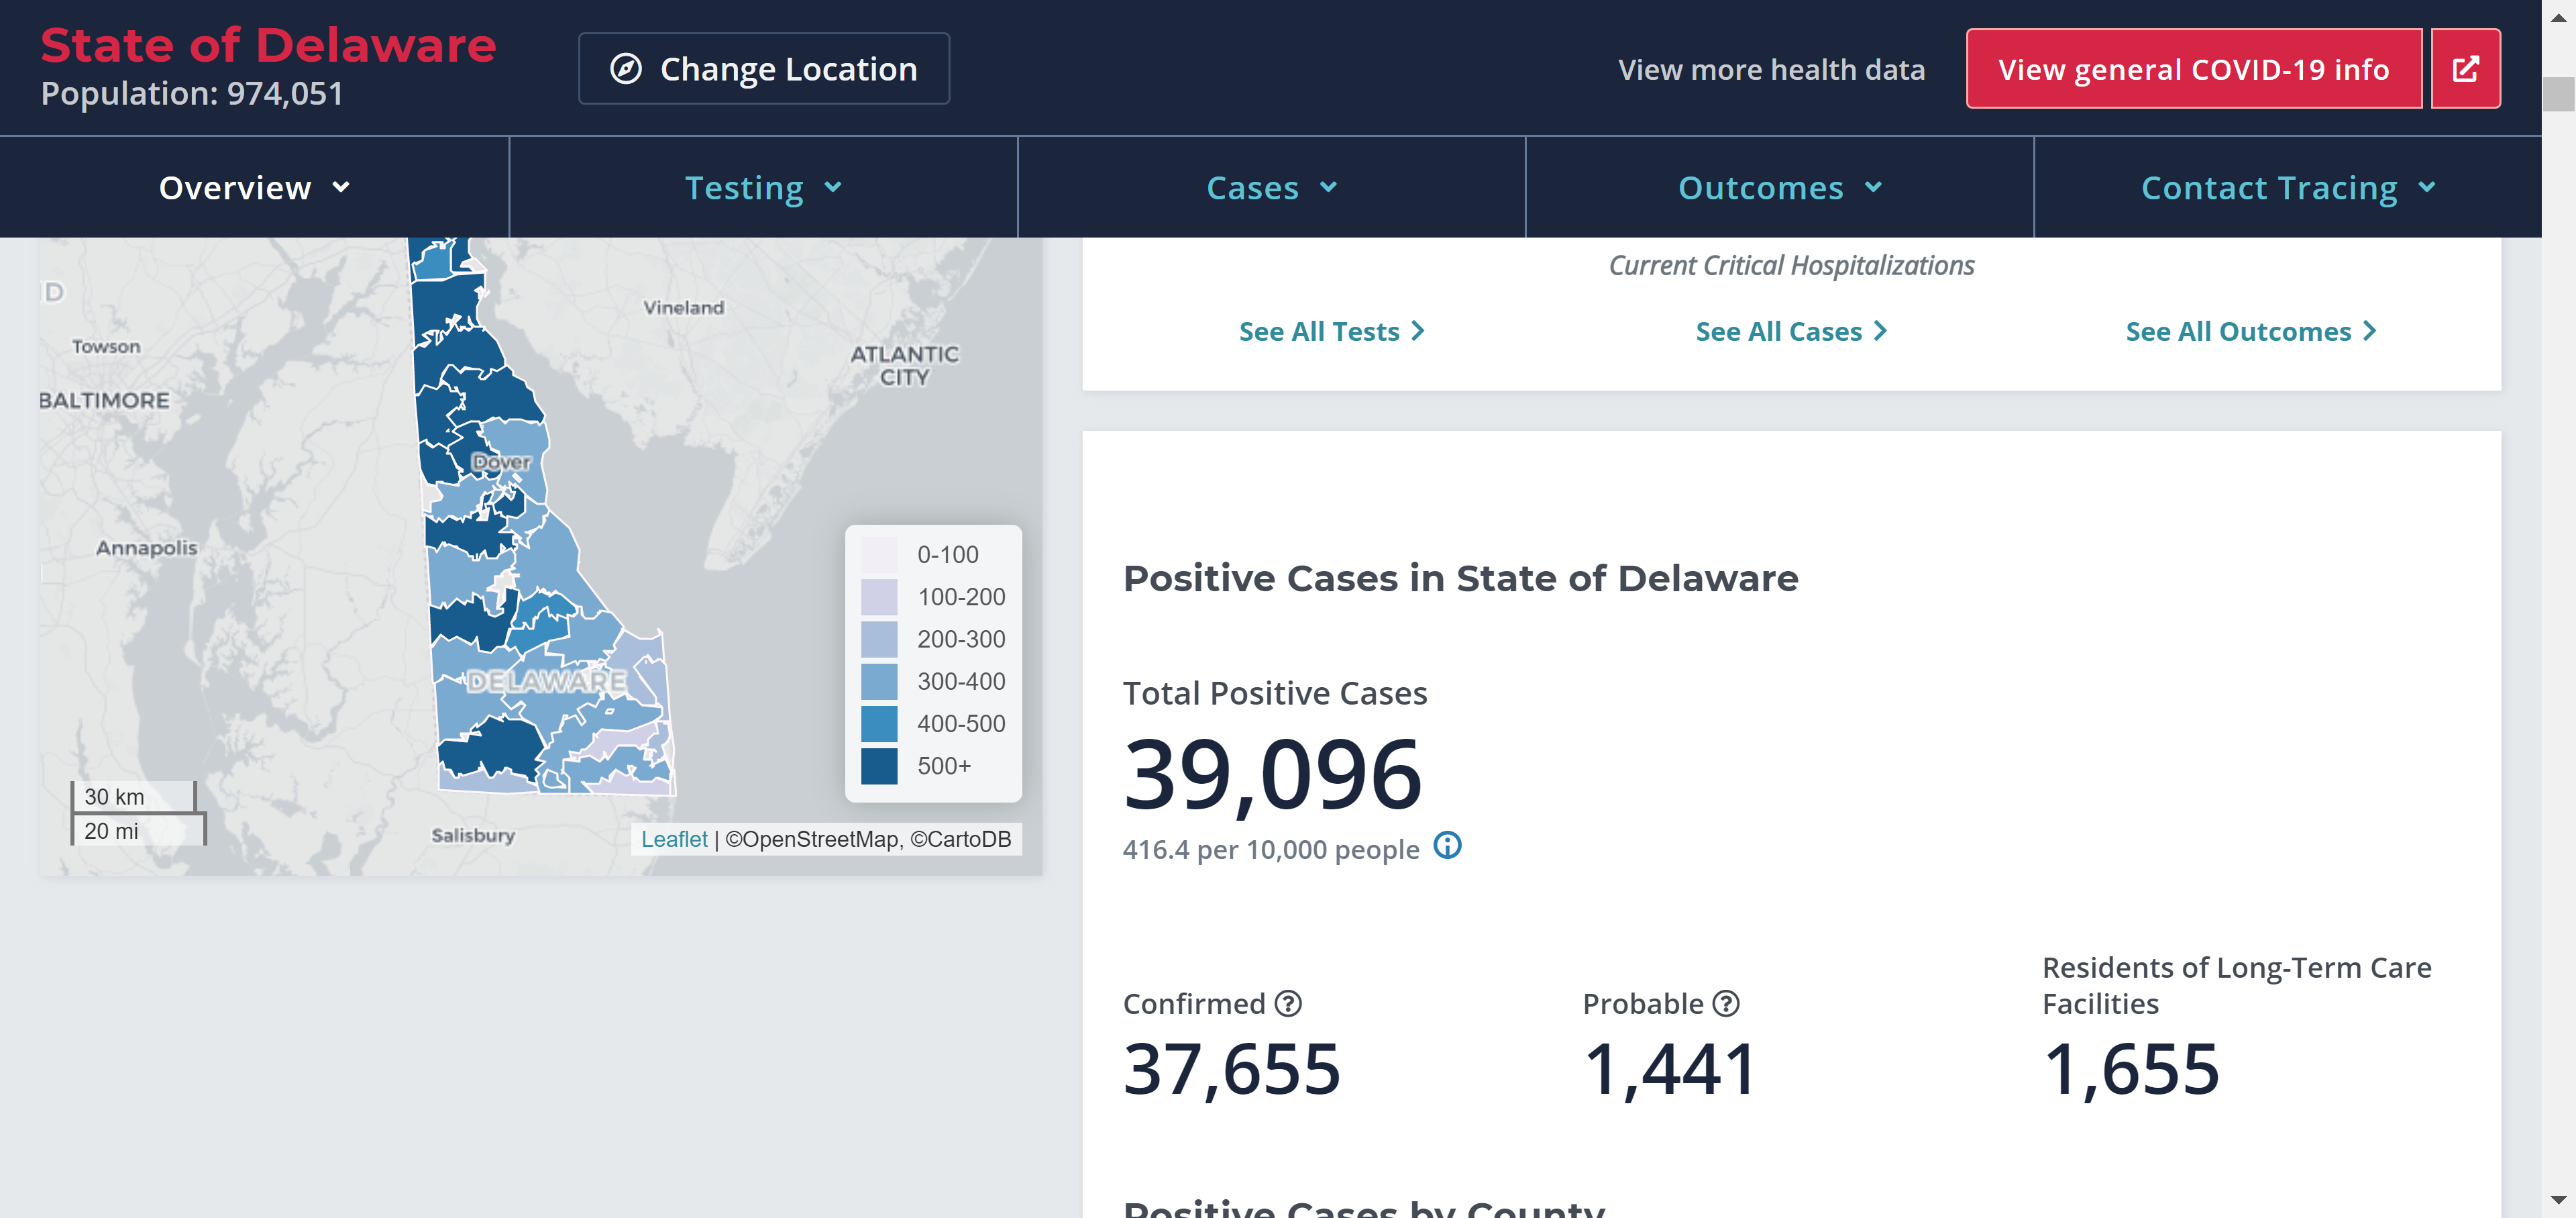 State of Delaware
Population: 974,051
Change Location
View more health data
View general COVID-19 info
Overview
Testing
Cases
Outcomes
Contact Tracing
D
Towson
BALTIMORE
Annapolis
Vineland
ATLANTIC
CITY
Dover
DELAWARE
Salisbury
0-100
100-200
200-300
300-400
400-500
500+
30 km
20 mi
Leaflet | ©OpenStreetMap, ©CartoDB
Current Critical Hospitalizations
See All Tests
See All Cases
See All Outcomes
Positive Cases in State of Delaware
Total Positive Cases
39,096
416.4 per 10,000 people
Confirmed
37,655
Probable
1,441
Residents of Long-Term Care
Facilities
1,655
Positive Cases by County